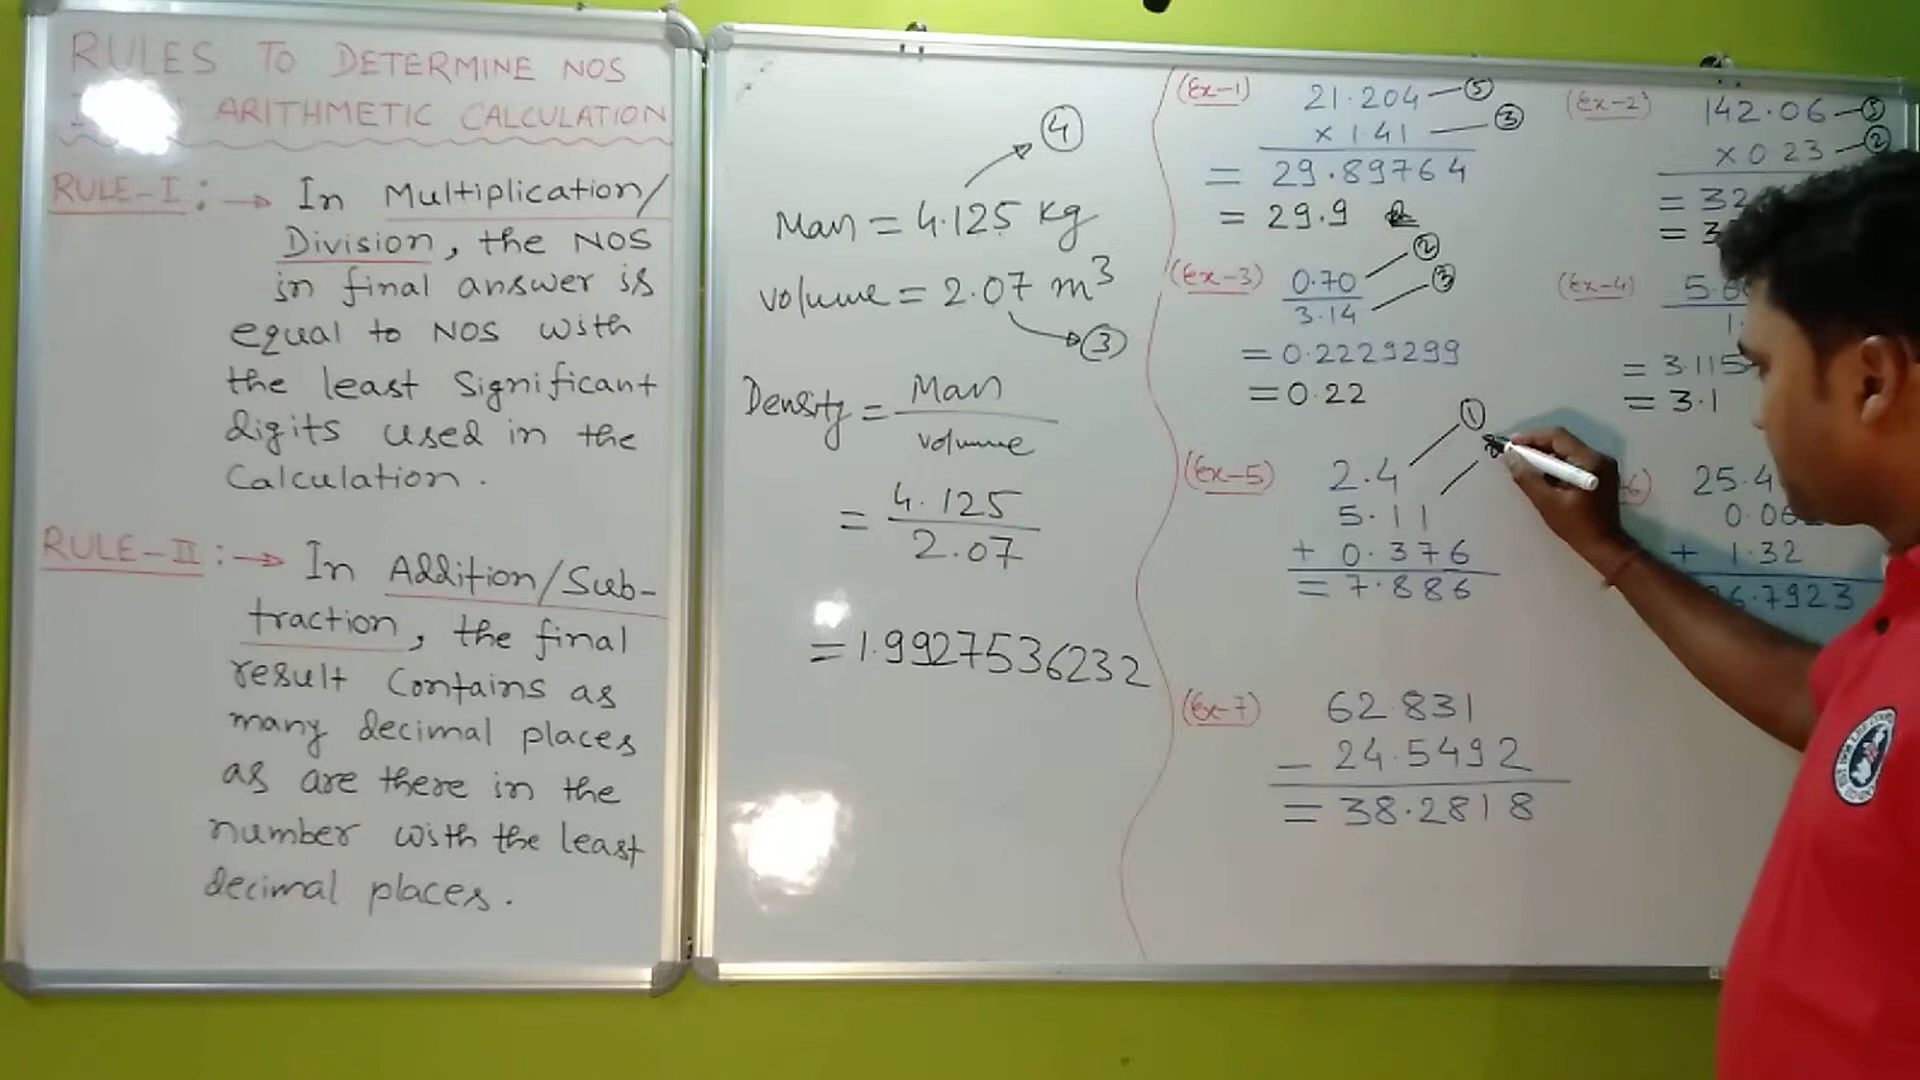 RULES TO DETERMINE NOS
ARITHMETIC CALCULATION
RULE-I : → In Multiplication/
Division, the NOS
in final answer is
equal to NOS with
the least Significant
digits used in the
Calculation.
RULE-II : → In Addition/Sub-
traction, the final
result Contains as
many decimal places
as are there in the
number with the least
decimal places.
4
Mass = 4.125 kg
volume = 2.07 m³
3
Density = Mass
volume
= 4.125
2.07
= 1.9927536232
(Ex-1) 21.204 5
× 1.41 3
= 29.89764
= 29.9
(Ex-2) 142.06 5
× 0.23 2
= 32
= 3
(Ex-3) 0.70 2
3.14 3
= 0.2229299
= 0.22
(Ex-4) 5.
1.
= 3.115
= 3.1
(Ex-5) 2.4 1
5.11
+ 0.376
= 7.886
6) 25.4
0.0
+ 1.32
6.7923
(Ex-7) 62.831
- 24.5492
= 38.2818